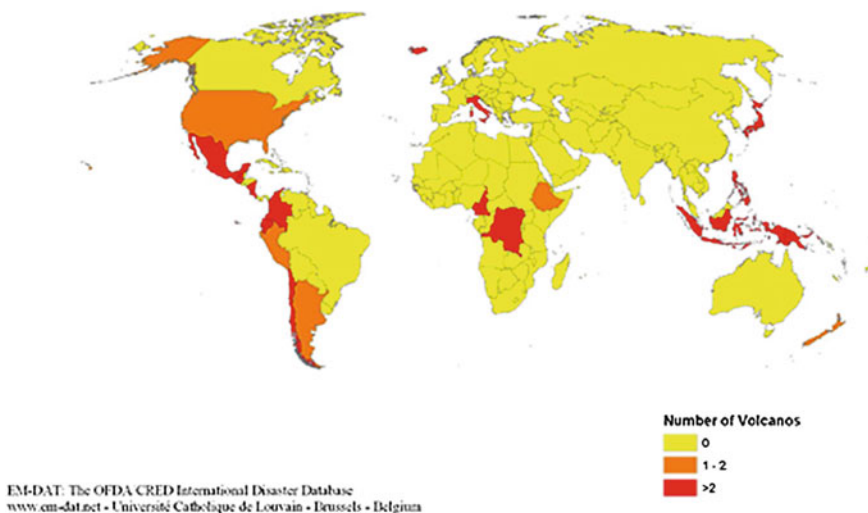 Number of Volcanos
0
1 - 2
>2
EM-DAT: The OFDA CRED International Disaster Database
www.em-dat.net - Université Catholique de Louvain - Brussels - Belgium